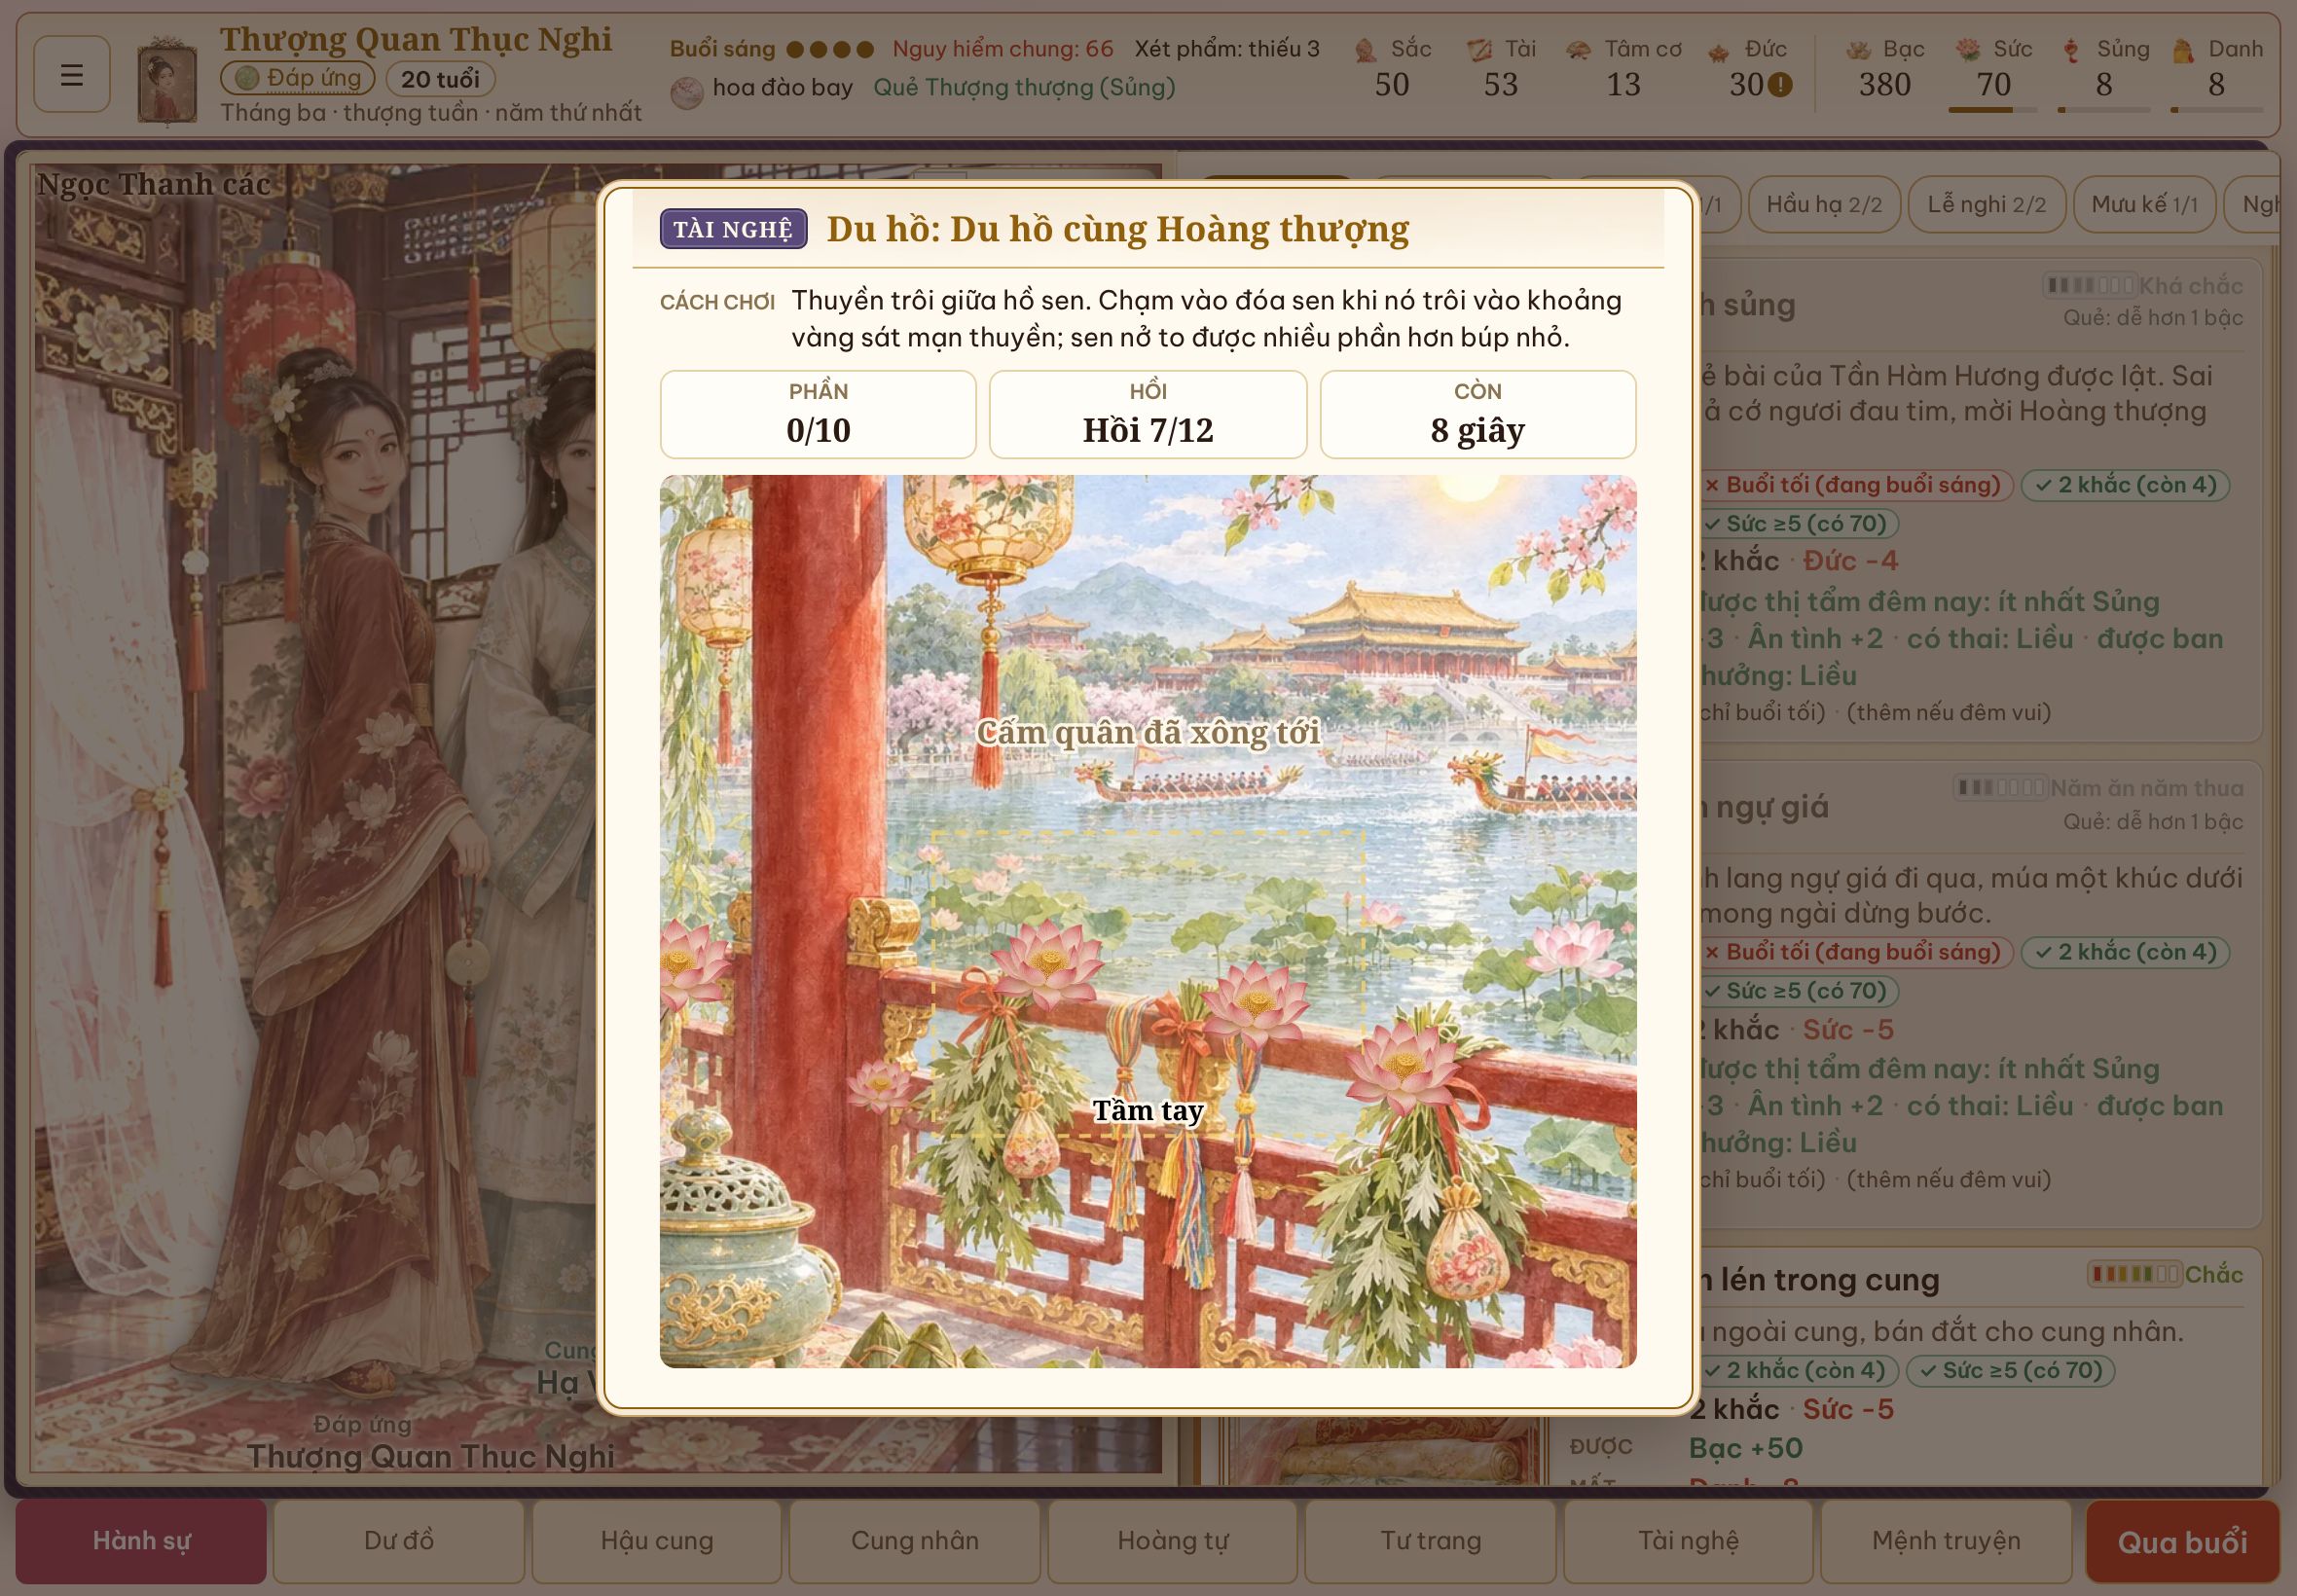 ☰
Thượng Quan Thục Nghi
Đáp ứng
20 tuổi
Tháng ba · thượng tuần · năm thứ nhất
Buổi sáng
Nguy hiểm chung: 66
Xét phẩm: thiếu 3
hoa đào bay
Quẻ Thượng thượng (Sủng)
Sắc
50
Tài
53
Tâm cơ
13
Đức
30
!
Bạc
380
Sức
70
Sủng
8
Danh
8
Ngọc Thanh các
/1
Hầu hạ 2/2
Lễ nghi 2/2
Mưu kế 1/1
TÀI NGHỆ
Du hồ: Du hồ cùng Hoàng thượng
CÁCH CHƠI
Thuyền trôi giữa hồ sen. Chạm vào đóa sen khi nó trôi vào khoảng
vàng sát mạn thuyền; sen nở to được nhiều phần hơn búp nhỏ.
PHẦN
0/10
HỒI
Hồi 7/12
CÒN
8 giây
Cấm quân đã xông tới
Tầm tay
sủng
Khá chắc
Quẻ: dễ hơn 1 bậc
bài của Tần Hàm Hương được lật. Sai
cớ ngươi đau tim, mời Hoàng thượng
× Buổi tối (đang buổi sáng)
✓ 2 khắc (còn 4)
✓ Sức ≥5 (có 70)
2 khắc · Đức -4
được thị tẩm đêm nay: ít nhất Sủng
3 · Ân tình +2 · có thai: Liều · được ban
thưởng: Liều
chỉ buổi tối) · (thêm nếu đêm vui)
ngự giá
Năm ăn năm thua
Quẻ: dễ hơn 1 bậc
lang ngự giá đi qua, múa một khúc dưới
mong ngài dừng bước.
× Buổi tối (đang buổi sáng)
✓ 2 khắc (còn 4)
✓ Sức ≥5 (có 70)
2 khắc · Sức -5
được thị tẩm đêm nay: ít nhất Sủng
3 · Ân tình +2 · có thai: Liều · được ban
thưởng: Liều
chỉ buổi tối) · (thêm nếu đêm vui)
lén trong cung
Chắc
ngoài cung, bán đắt cho cung nhân.
✓ 2 khắc (còn 4)
✓ Sức ≥5 (có 70)
2 khắc · Sức -5
ĐƯỢC
Bạc +50
Cung
Hạ
Đáp ứng
Thượng Quan Thục Nghi
Hành sự
Dư đồ
Hậu cung
Cung nhân
Hoàng tự
Tư trang
Tài nghệ
Mệnh truyện
Qua buổi